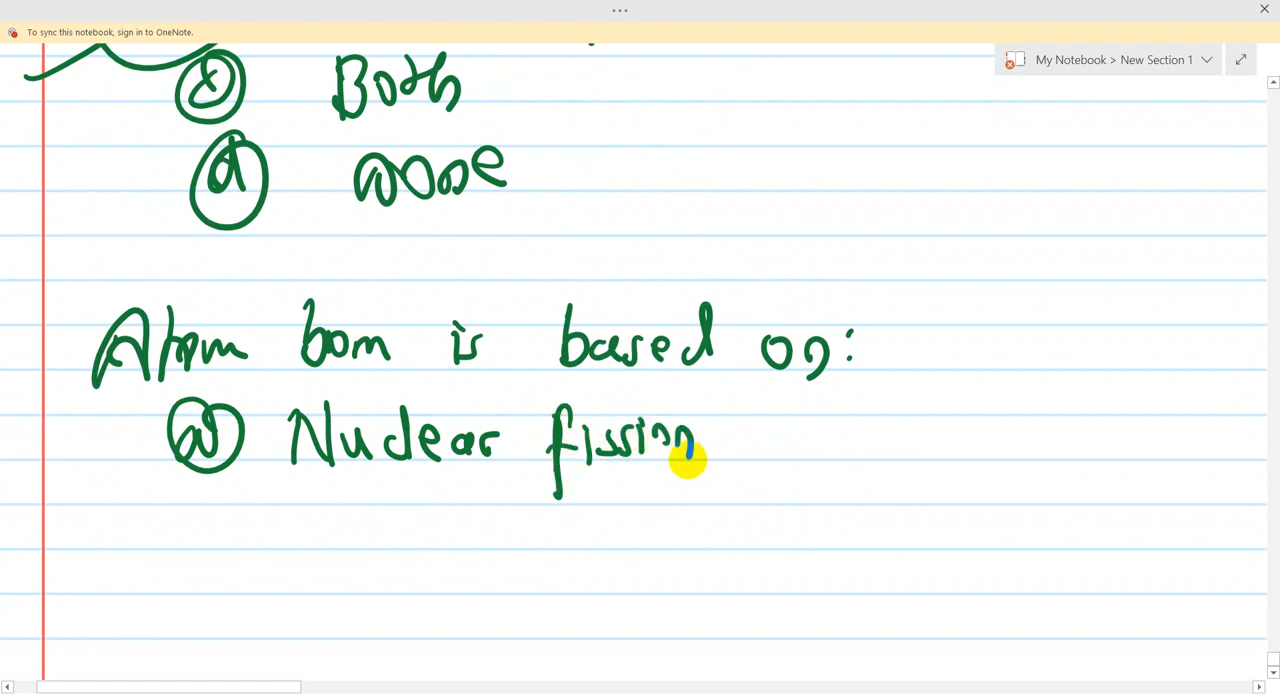 To sync this notebook, sign in to OneNote.
My Notebook > New Section 1
Both
d None
Atom bom is based on:
a Nuclear fission